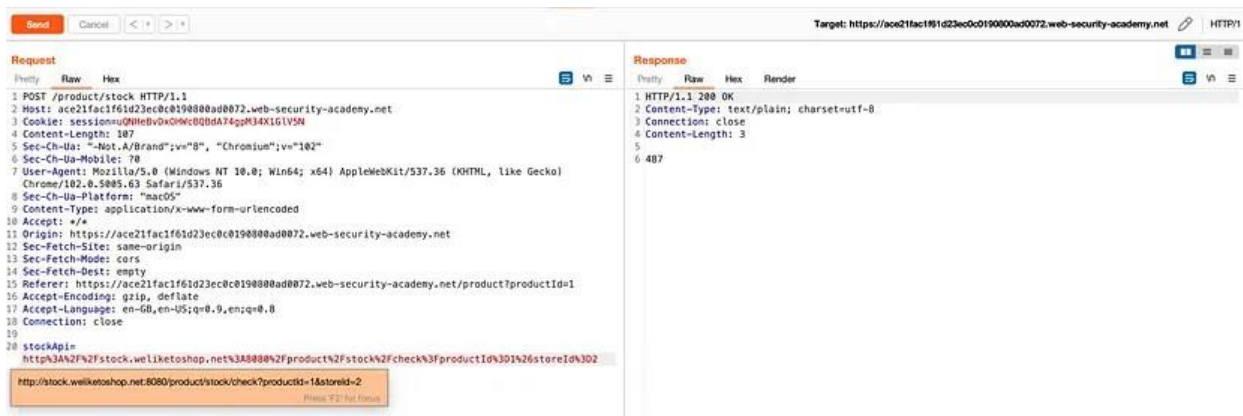 Send Cancel < >
Target: https://ace21fac1f61d23ec0c0190800ad0072.web-security-academy.net HTTP/1
Request
Pretty Raw Hex
1 POST /product/stock HTTP/1.1
2 Host: ace21fac1f61d23ec0c0190800ad0072.web-security-academy.net
3 Cookie: session=
4 Content-Length: 107
5 Sec-Ch-Ua: "-Not.A/Brand";v="8", "Chromium";v="102"
6 Sec-Ch-Ua-Mobile: ?0
7 User-Agent: Mozilla/5.0 (Windows NT 10.0; Win64; x64) AppleWebKit/537.36 (KHTML, like Gecko)
Chrome/102.0.5005.63 Safari/537.36
8 Sec-Ch-Ua-Platform: "macOS"
9 Content-Type: application/x-www-form-urlencoded
10 Accept: */*
11 Origin: https://ace21fac1f61d23ec0c0190800ad0072.web-security-academy.net
12 Sec-Fetch-Site: same-origin
13 Sec-Fetch-Mode: cors
14 Sec-Fetch-Dest: empty
15 Referer: https://ace21fac1f61d23ec0c0190800ad0072.web-security-academy.net/product?productId=1
16 Accept-Encoding: gzip, deflate
17 Accept-Language: en-GB,en-US;q=0.9,en;q=0.8
18 Connection: close
19
20 stockApi=
http%3A%2F%2Fstock.weliketoshop.net%3A8080%2Fproduct%2Fstock%2Fcheck%3FproductId%3D1%26storeId%3D2
http://stock.weliketoshop.net:8080/product/stock/check?productId=1&storeId=2
Press 'F2' for focus
Response
Pretty Raw Hex Render
1 HTTP/1.1 200 OK
2 Content-Type: text/plain; charset=utf-8
3 Connection: close
4 Content-Length: 3
5
6 487